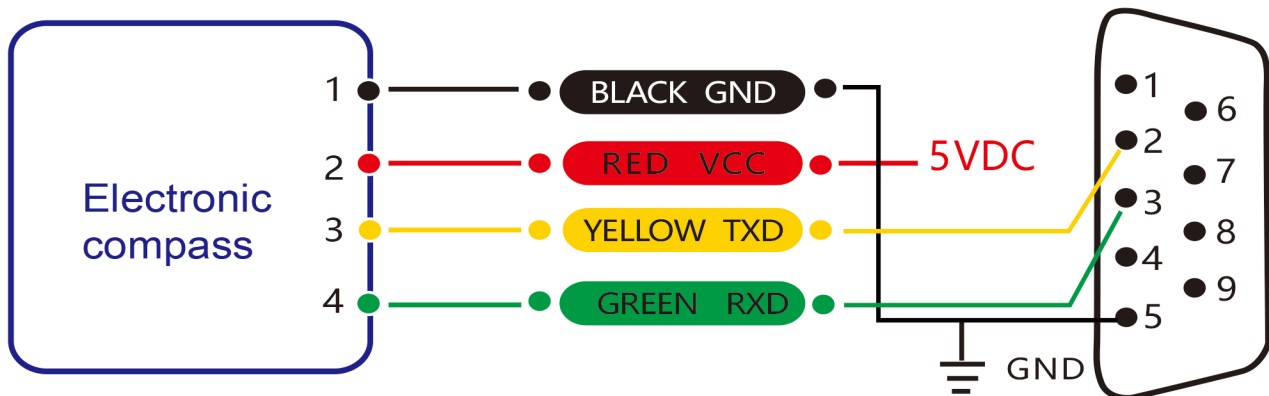 Electronic
compass
1
2
3
4
BLACK GND
RED VCC
YELLOW TXD
GREEN RXD
5VDC
GND
1
2
3
4
5
6
7
8
9